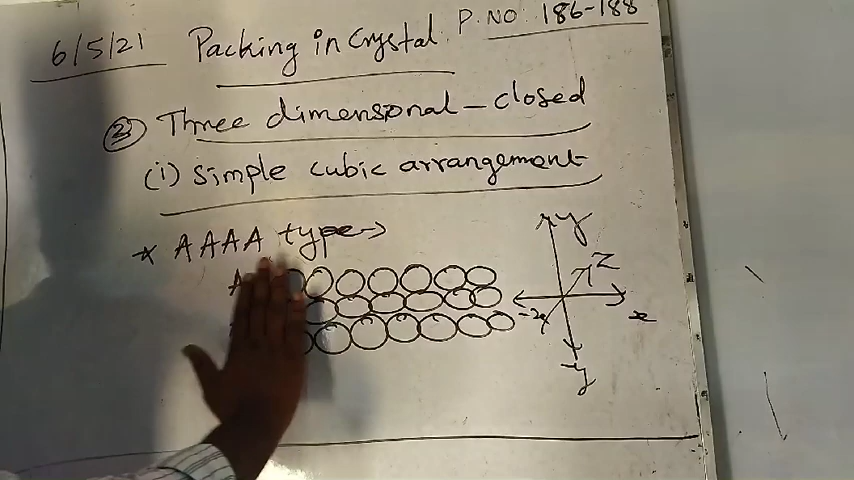 6/5/21 Packing in Crystal P.NO: 186-188
(2) Three dimensional - closed
(i) Simple cubic arrangement
* AAAA type →
A
y
z
-x x
-y